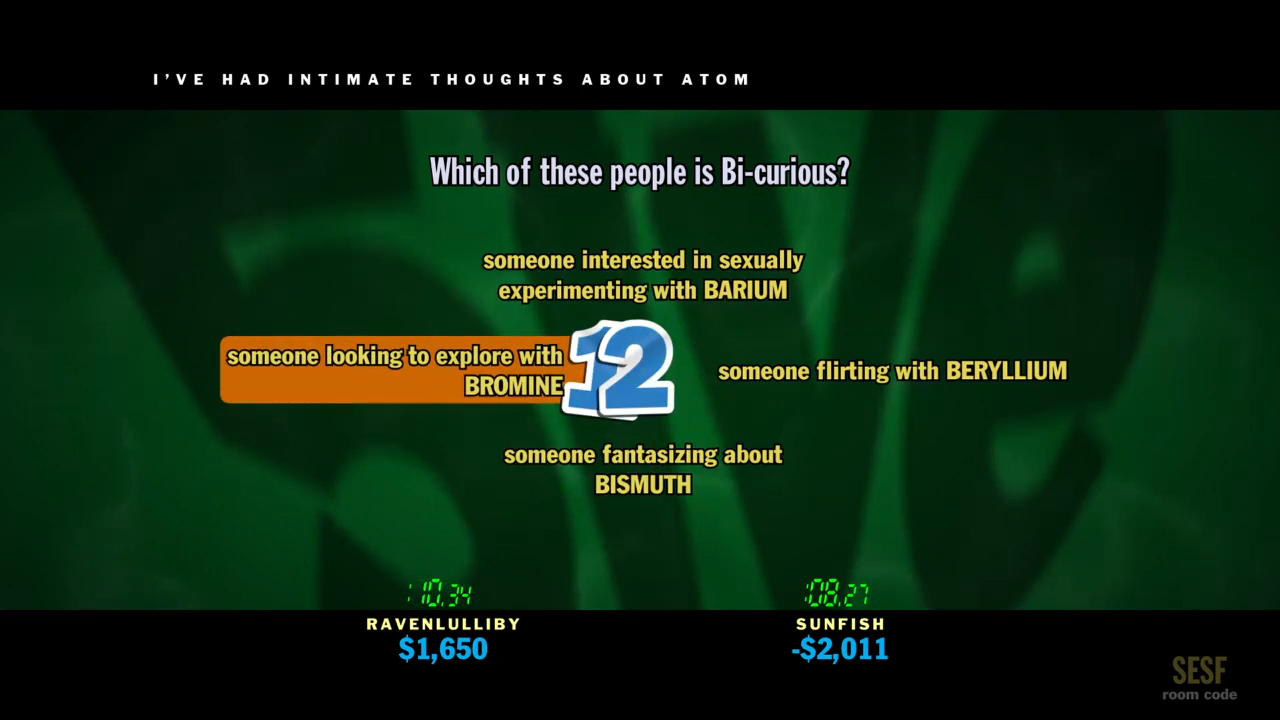 I'VE HAD INTIMATE THOUGHTS ABOUT ATOM
Which of these people is Bi-curious?
someone interested in sexually
experimenting with BARIUM
someone looking to explore with
BROMINE
12
someone flirting with BERYLLIUM
someone fantasizing about
BISMUTH
:10.34
:08.27
RAVENLULLIBY
SUNFISH
$1,650
-$2,011
SESF
room code